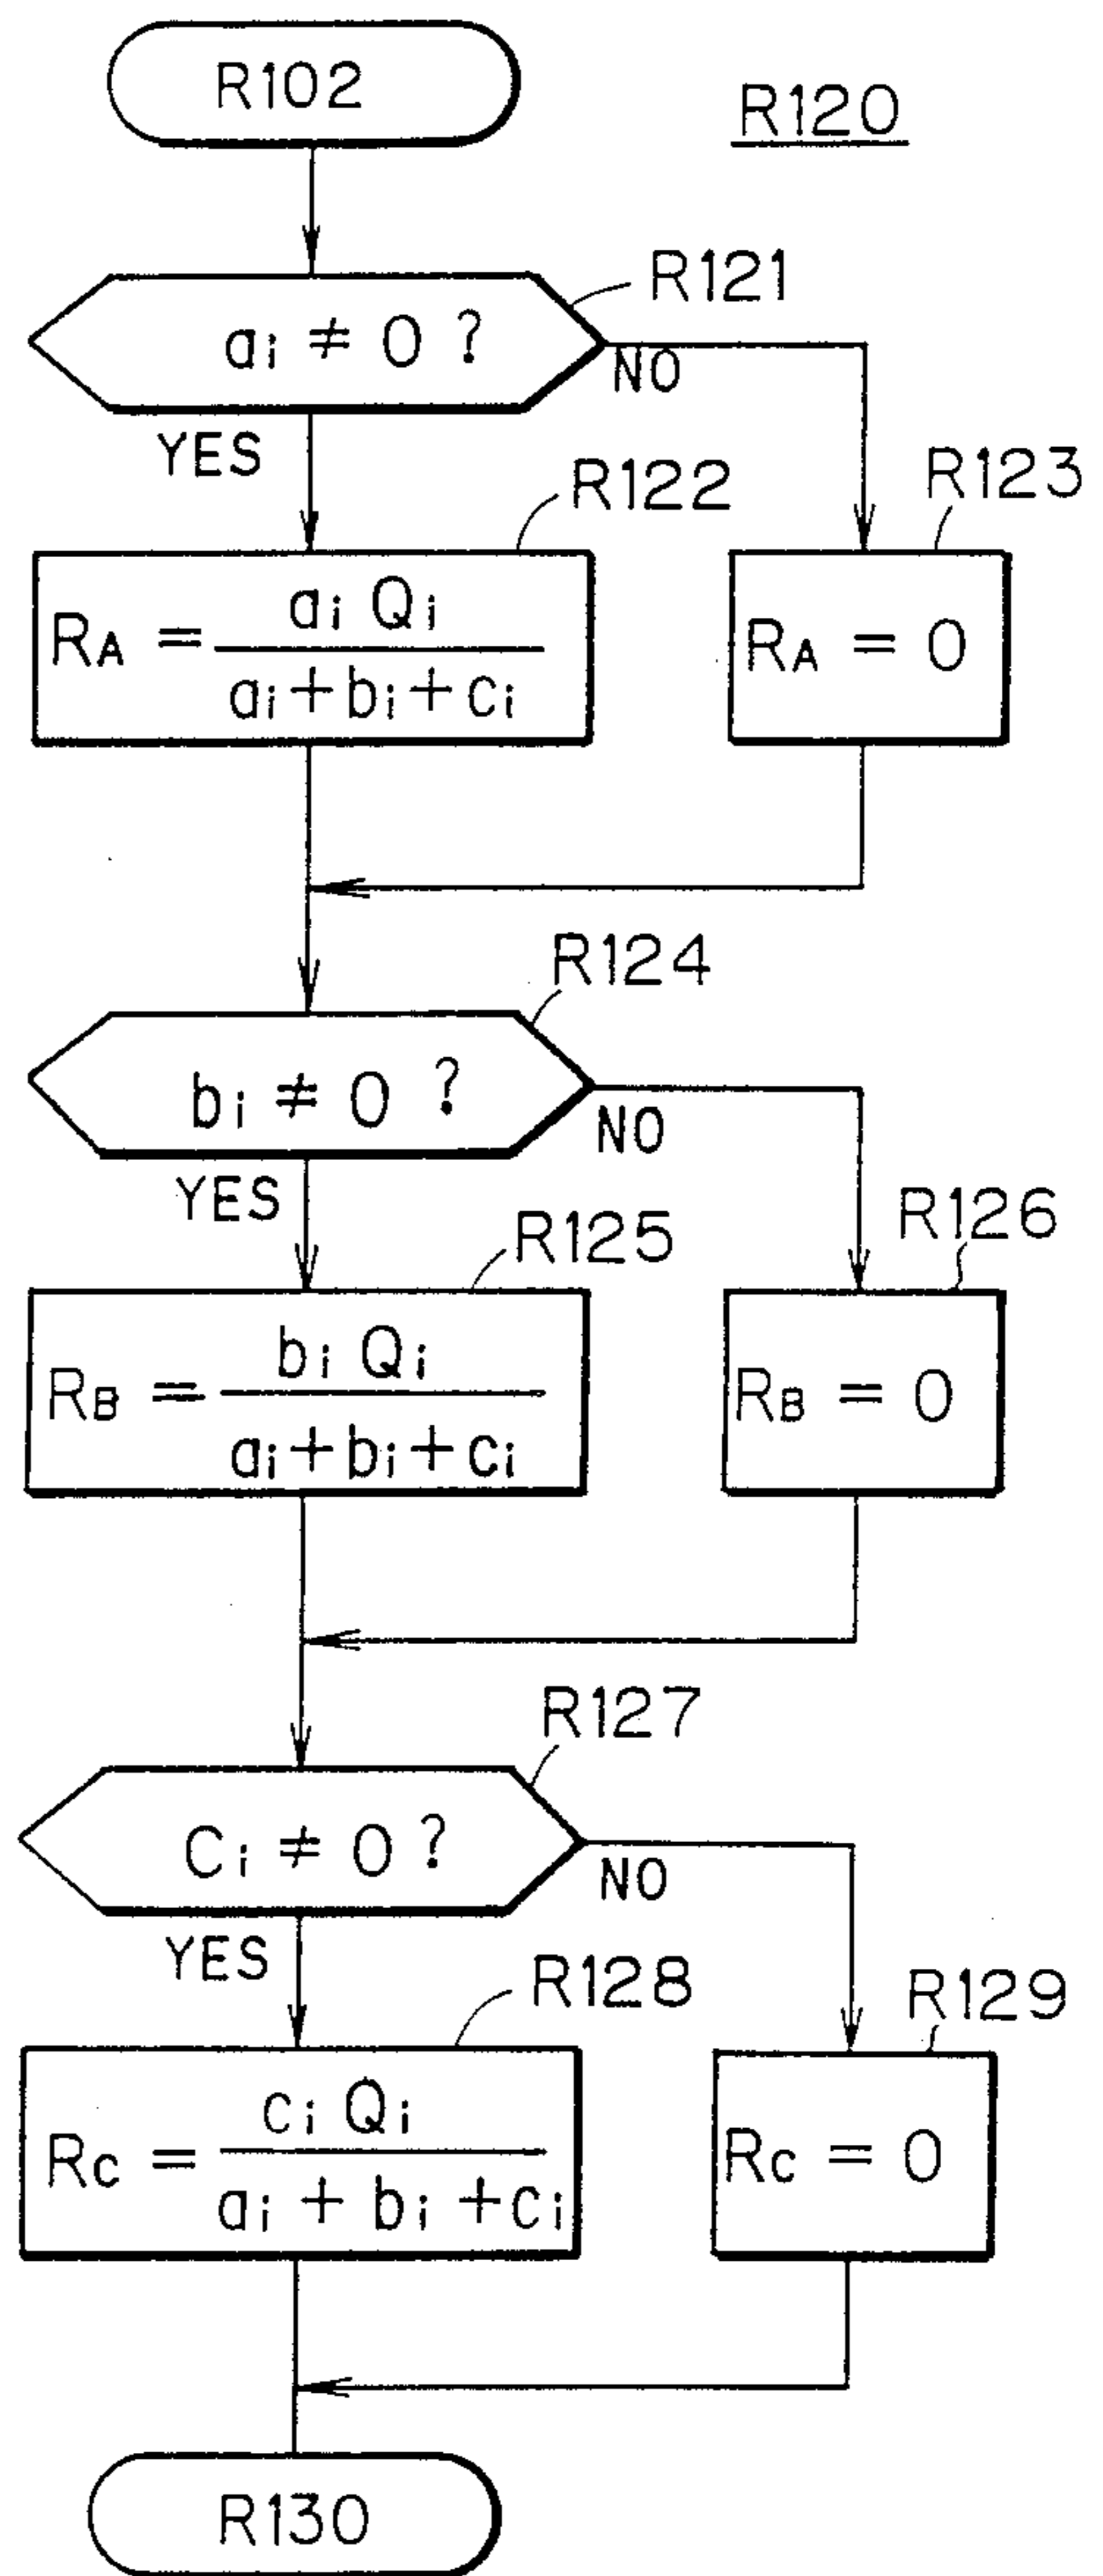 R102
R120
R121
ai ≠ 0 ?
NO
YES
R122
R123
RA = ai Qi / ai + bi + ci
RA = 0
R124
bi ≠ 0 ?
NO
YES
R125
R126
RB = bi Qi / ai + bi + ci
RB = 0
R127
Ci ≠ 0 ?
NO
YES
R128
R129
Rc = ci Qi / ai + bi + ci
Rc = 0
R130